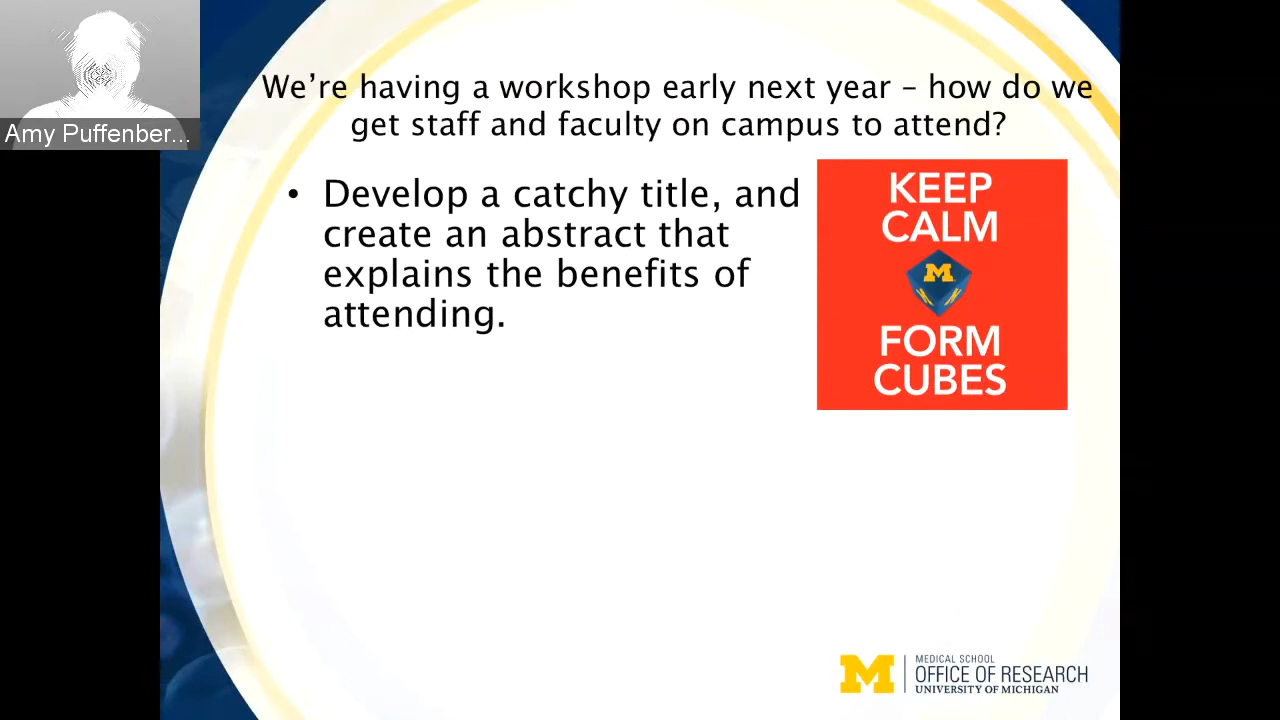 Amy Puffenber...
We’re having a workshop early next year – how do we
get staff and faculty on campus to attend?
• Develop a catchy title, and
create an abstract that
explains the benefits of
attending.
KEEP
CALM
M
FORM
CUBES
M
MEDICAL SCHOOL
OFFICE OF RESEARCH
UNIVERSITY OF MICHIGAN